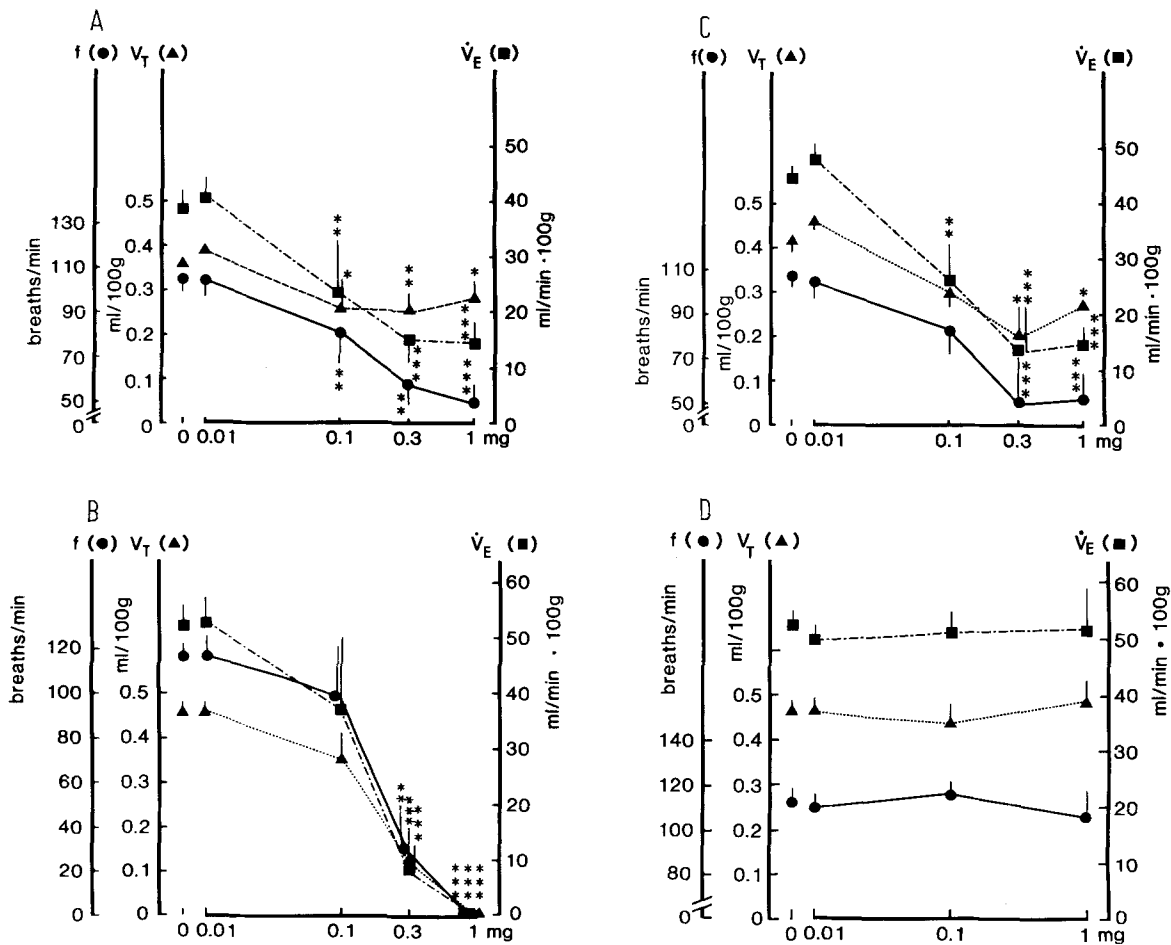 A
f (●) VT (▲) V̇E (■)
breaths/min
130
110
90
70
50
0
ml/100g
0.5
0.4
0.3
0.2
0.1
0
ml/min · 100g
50
40
30
20
10
0
* *
*
* *
*
* *
* * *
* *
* * *
* * *
0 0.01 0.1 0.3 1 mg
C
f(●) VT (▲) V̇E (■)
breaths/min
110
90
70
50
0
ml/100g
0.5
0.4
0.3
0.2
0.1
0
ml/min · 100g
50
40
30
20
10
0
* *
*
* * *
*
* * *
* * *
* * *
0 0.01 0.1 0.3 1 mg
B
f (●) VT (▲) V̇E (■)
breaths/min
120
100
80
60
40
20
0
ml/100g
0.5
0.4
0.3
0.2
0.1
0
ml/min · 100g
60
50
40
30
20
10
0
* *
* * *
* * *
* * *
* * *
* * *
0 0.01 0.1 0.3 1 mg
D
f (●) VT (▲) V̇E (■)
breaths/min
140
120
100
80
0
ml/100g
0.5
0.4
0.3
0.2
0.1
0
ml/min · 100g
60
50
40
30
20
10
0
0 0.01 0.1 1 mg